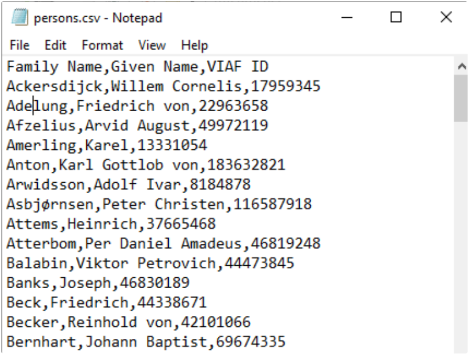 persons.csv - Notepad
File Edit Format View Help
Family Name,Given Name,VIAF ID
Ackersdijck,Willem Cornelis,17959345
Adelung,Friedrich von,22963658
Afzelius,Arvid August,49972119
Amerling,Karel,13331054
Anton,Karl Gottlob von,183632821
Arwidsson,Adolf Ivar,8184878
Asbjørnsen,Peter Christen,116587918
Attems,Heinrich,37665468
Atterbom,Per Daniel Amadeus,46819248
Balabin,Viktor Petrovich,44473845
Banks,Joseph,46830189
Beck,Friedrich,44338671
Becker,Reinhold von,42101066
Bernhart,Johann Baptist,69674335